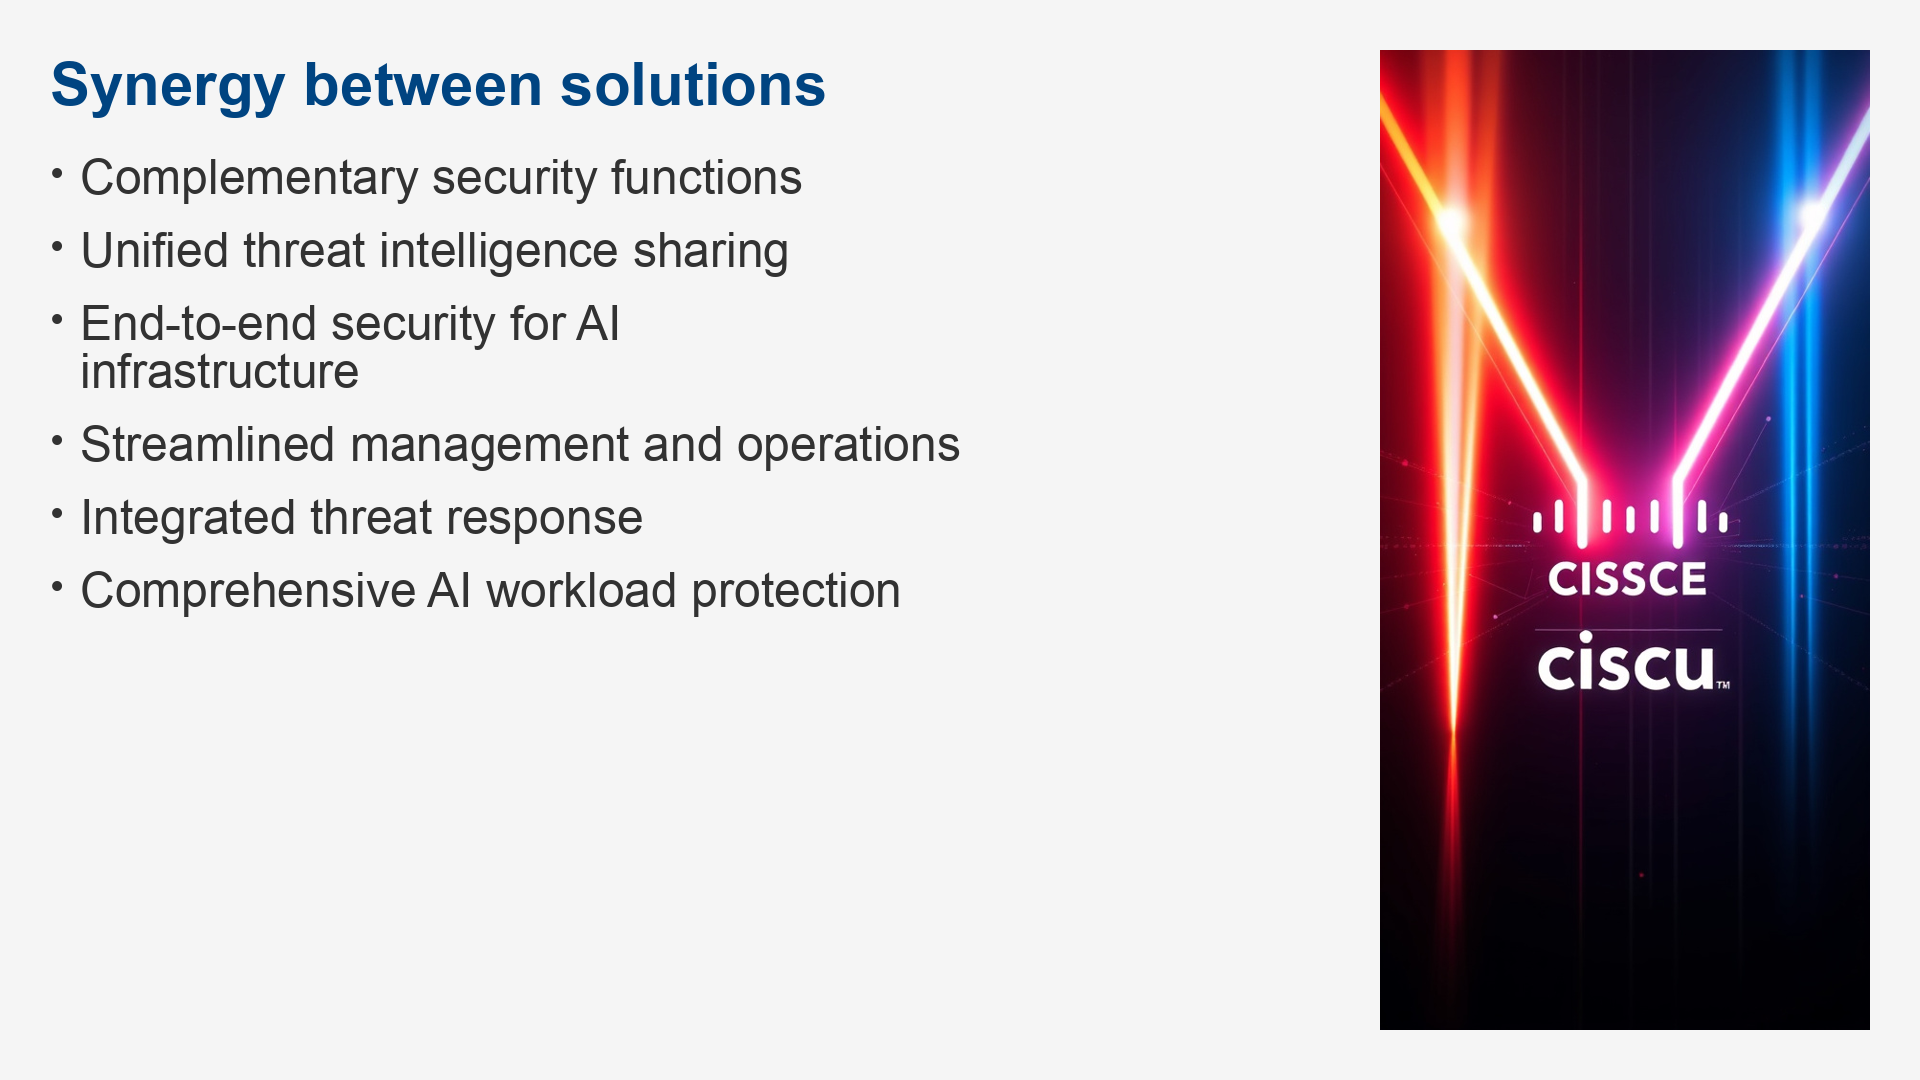 Synergy between solutions
• Complementary security functions
• Unified threat intelligence sharing
• End-to-end security for AI
infrastructure
• Streamlined management and operations
• Integrated threat response
• Comprehensive AI workload protection
CISSCE
ciscu™